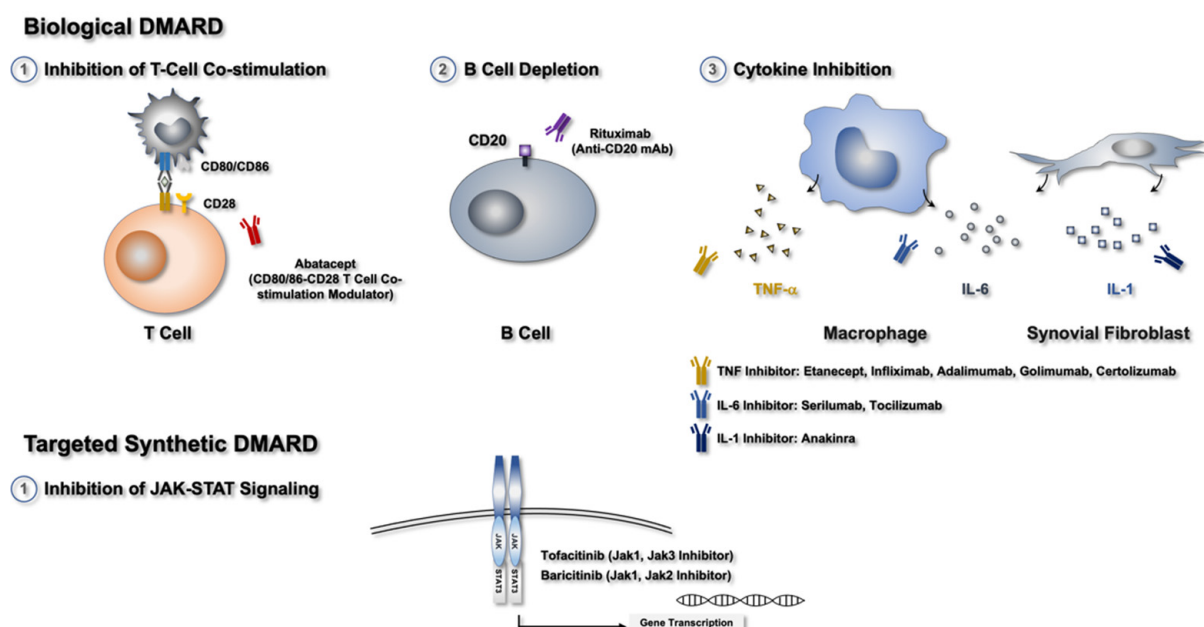 Biological DMARD
1 Inhibition of T-Cell Co-stimulation
CD80/CD86
CD28
Abatacept
(CD80/86-CD28 T Cell Co-
stimulation Modulator)
T Cell
2 B Cell Depletion
CD20
Rituximab
(Anti-CD20 mAb)
B Cell
3 Cytokine Inhibition
TNF-α
IL-6
IL-1
Macrophage
Synovial Fibroblast
TNF Inhibitor: Etanecept, Infliximab, Adalimumab, Golimumab, Certolizumab
IL-6 Inhibitor: Serilumab, Tocilizumab
IL-1 Inhibitor: Anakinra
Targeted Synthetic DMARD
1 Inhibition of JAK-STAT Signaling
JAK
JAK
STAT3
STAT3
Tofacitinib (Jak1, Jak3 Inhibitor)
Baricitinib (Jak1, Jak2 Inhibitor)
Gene Transcription